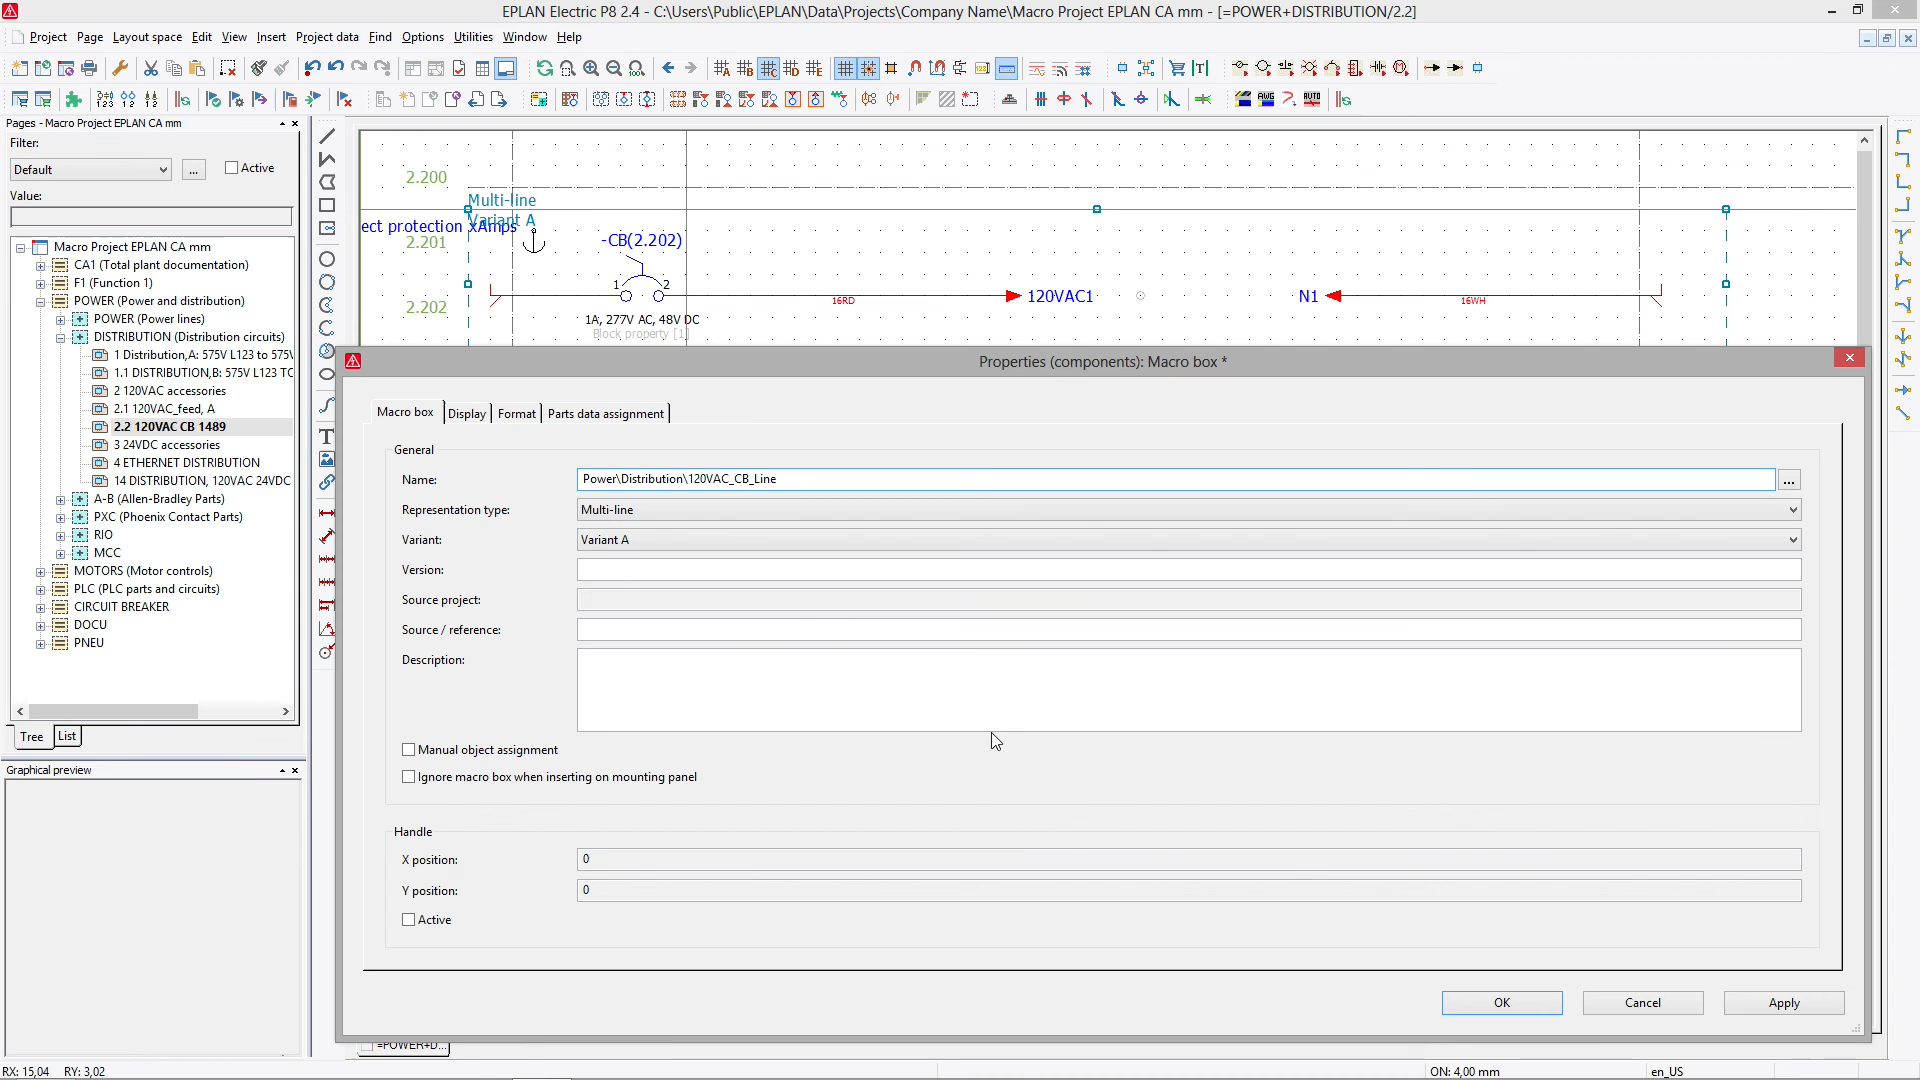 EPLAN Electric P8 2.4 - C:\Users\Public\EPLAN\Data\Projects\Company Name\Macro Project EPLAN CA mm - [=POWER+DISTRIBUTION/2.2]
Project Page Layout space Edit View Insert Project data Find Options Utilities Window Help
Pages - Macro Project EPLAN CA mm
Filter:
Default
...
Active
Value:
Macro Project EPLAN CA mm
CA1 (Total plant documentation)
F1 (Function 1)
POWER (Power and distribution)
POWER (Power lines)
DISTRIBUTION (Distribution circuits)
1 Distribution,A: 575V L123 to 575V
1.1 DISTRIBUTION,B: 575V L123 TO
2 120VAC accessories
2.1 120VAC_feed, A
2.2 120VAC CB 1489
3 24VDC accessories
4 ETHERNET DISTRIBUTION
14 DISTRIBUTION, 120VAC 24VDC
A-B (Allen-Bradley Parts)
PXC (Phoenix Contact Parts)
RIO
MCC
MOTORS (Motor controls)
PLC (PLC parts and circuits)
CIRCUIT BREAKER
DOCU
PNEU
Tree List
Graphical preview
2.200
Multi-line
Variant A
ect protection xAmps
2.201
-CB(2.202)
1 2
2.202
16RD
120VAC1
N1
16WH
1A, 277V AC, 48V DC
Block property [1]
Properties (components): Macro box *
Macro box Display Format Parts data assignment
General
Name: Power\Distribution\120VAC_CB_Line ...
Representation type: Multi-line
Variant: Variant A
Version:
Source project:
Source / reference:
Description:
Manual object assignment
Ignore macro box when inserting on mounting panel
Handle
X position: 0
Y position: 0
Active
OK Cancel Apply
=POWER+D...
RX: 15,04 RY: 3,02
ON: 4,00 mm
en_US